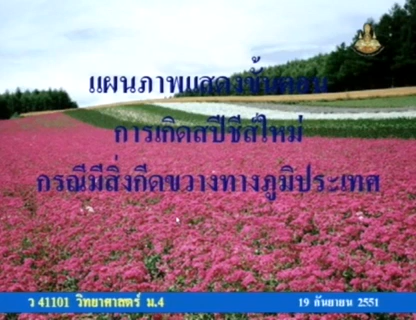 แผนภาพแสดงขั้นตอน
การเกิดสปีชีส์ใหม่
กรณีมีสิ่งกีดขวางทางภูมิประเทศ
ว 41101 วิทยาศาสตร์ ม.4
19 กันยายน 2551